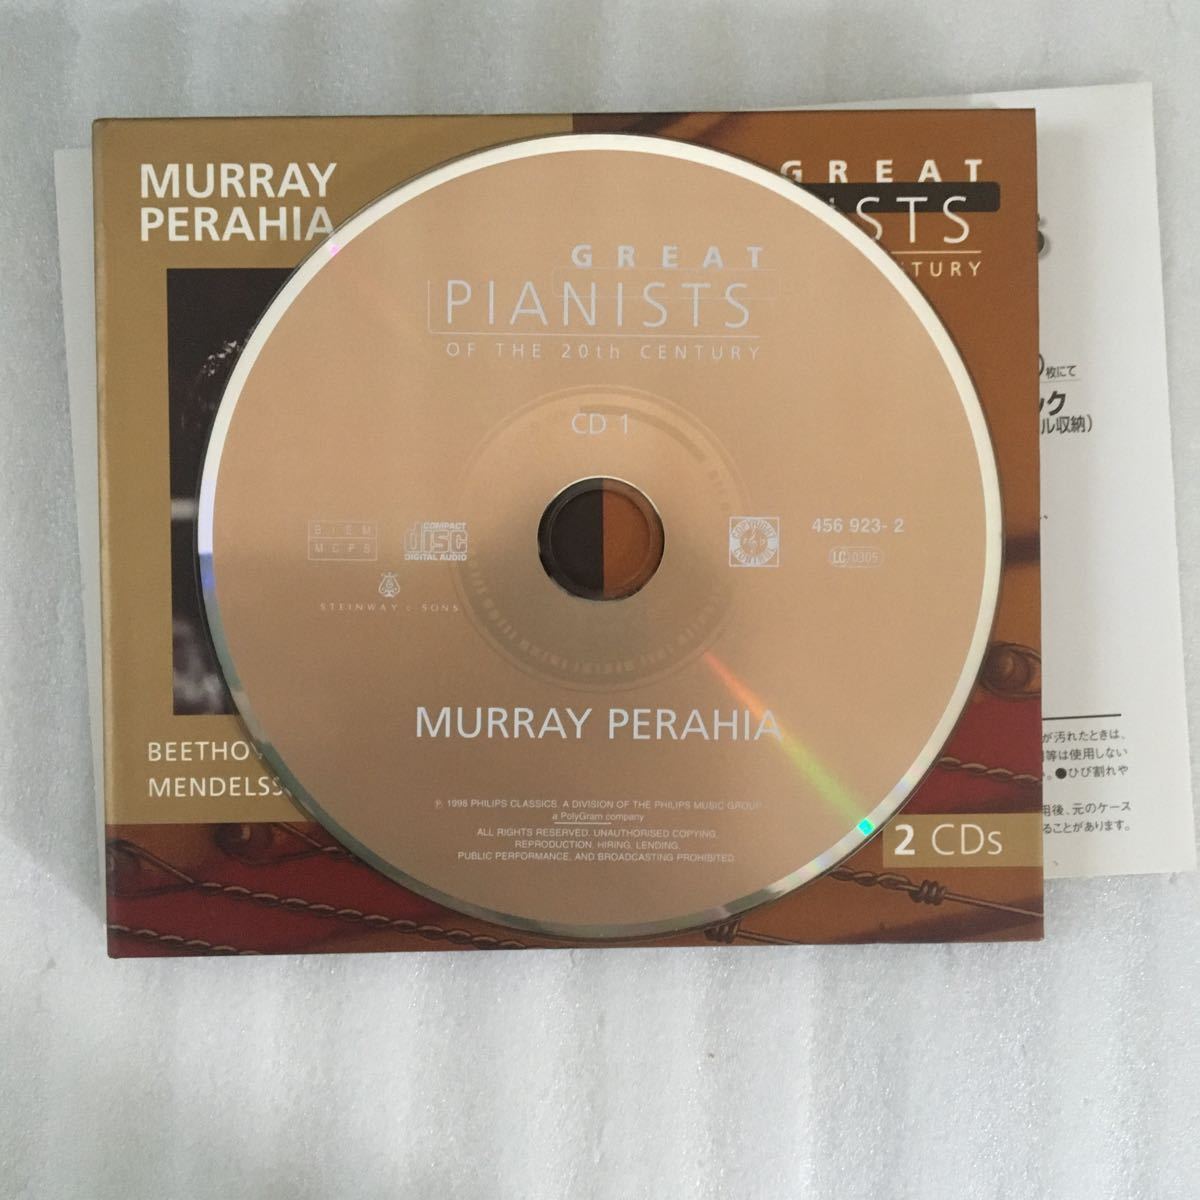 MURRAY
PERAHIA
GREAT
ISTS
TURY
BEETHOV
MENDELSS
2 CDs
GREAT
PIANISTS
OF THE 20th CENTURY
CD 1
BIEM
MCPS
COMPACT
disc
DIGITAL AUDIO
STEINWAY & SONS
COPYRIGHT
CONTROL
456 923- 2
LC 0305
MURRAY PERAHIA
℗ 1998 PHILIPS CLASSICS, A DIVISION OF THE PHILIPS MUSIC GROUP
a PolyGram company
ALL RIGHTS RESERVED. UNAUTHORISED COPYING,
REPRODUCTION, HIRING, LENDING,
PUBLIC PERFORMANCE, AND BROADCASTING PROHIBITED
枚にて
ック
ル収納)
が汚れたときは、
等は使用しない
。●ひび割れや
用後、元のケース
ることがあります。